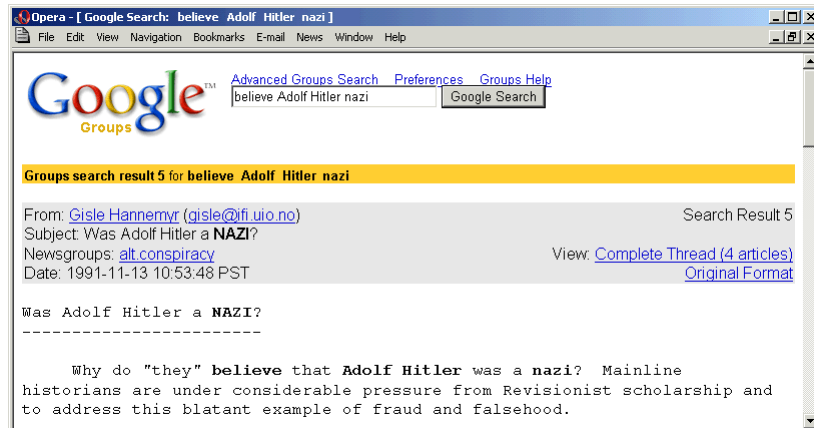 Opera - [ Google Search: believe Adolf Hitler nazi ]
File Edit View Navigation Bookmarks E-mail News Window Help
Google™
Groups
Advanced Groups Search Preferences Groups Help
believe Adolf Hitler nazi Google Search
Groups search result 5 for believe Adolf Hitler nazi
From: Gisle Hannemyr (gisle@ifi.uio.no) Search Result 5
Subject: Was Adolf Hitler a NAZI?
Newsgroups: alt.conspiracy View: Complete Thread (4 articles)
Date: 1991-11-13 10:53:48 PST Original Format
Was Adolf Hitler a NAZI?
------------------------
Why do "they" believe that Adolf Hitler was a nazi? Mainline
historians are under considerable pressure from Revisionist scholarship and
to address this blatant example of fraud and falsehood.